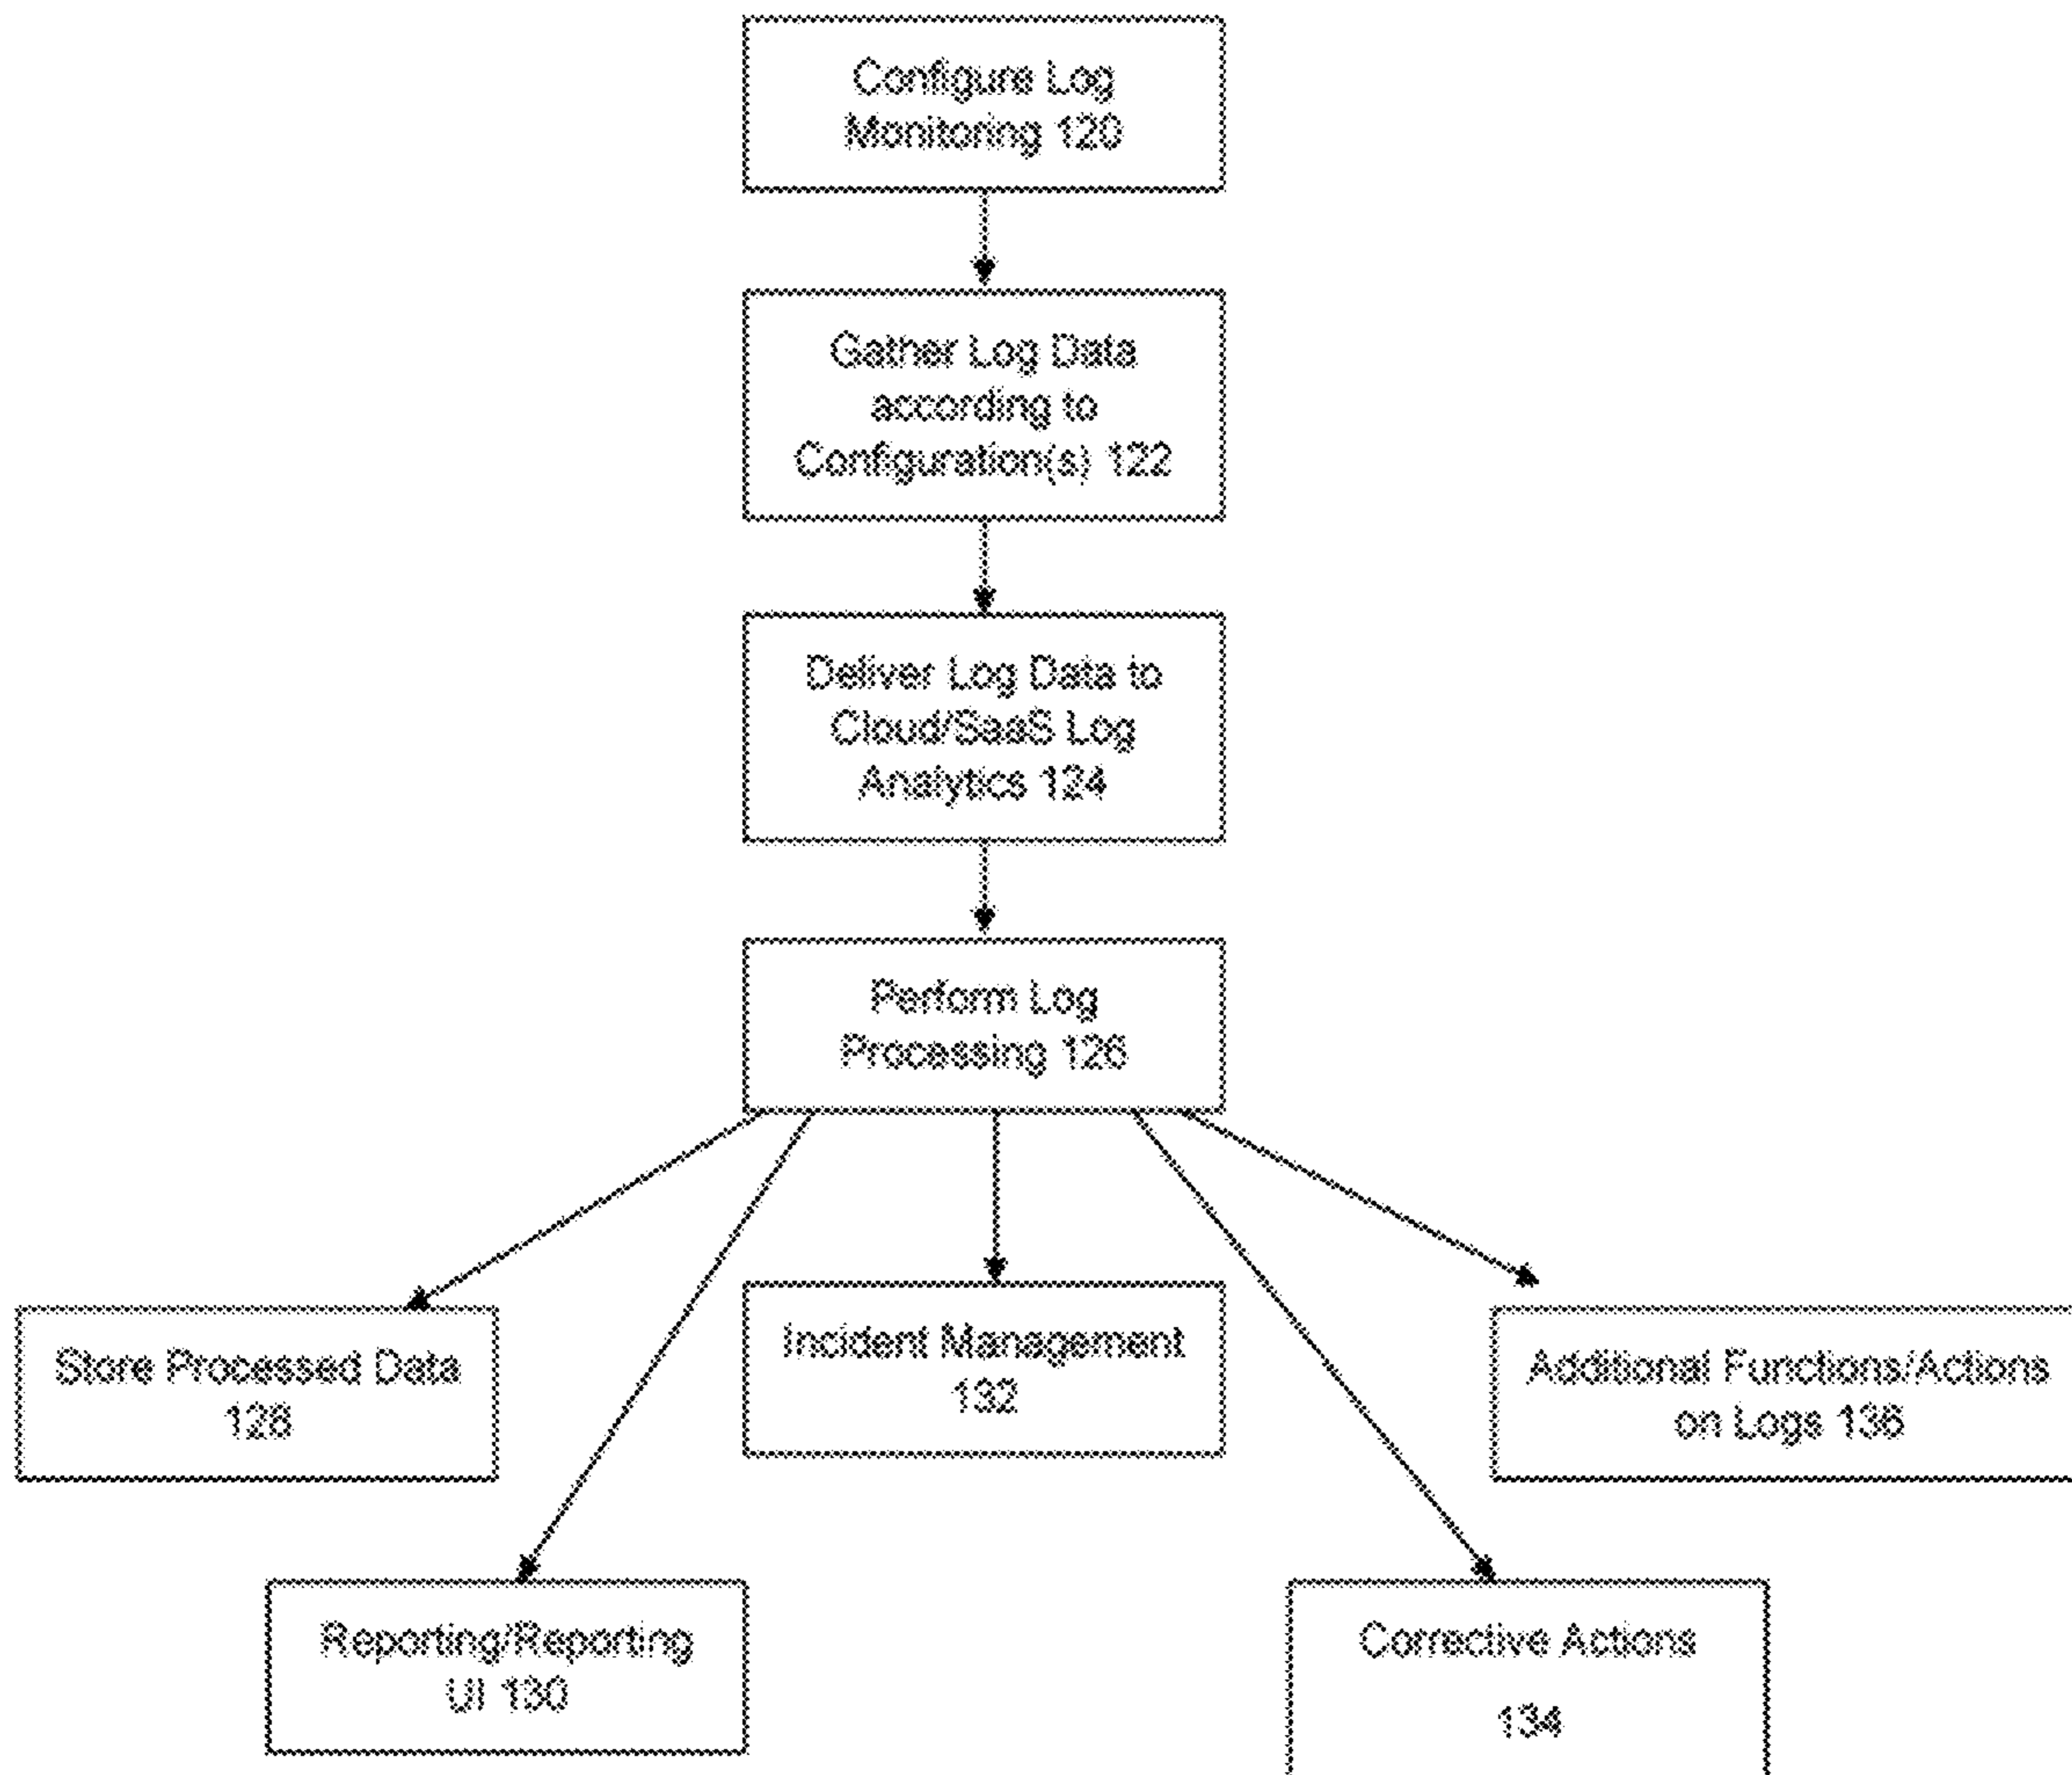 Configure Log
Monitoring 120
Gather Log Data
according to
Configuration(s) 122
Deliver Log Data to
Cloud/SaaS Log
Analytics 124
Perform Log
Processing 126
Store Processed Data
128
Incident Management
132
Additional Functions/Actions
on Logs 136
Reporting/Reporting
UI 130
Corrective Actions
134